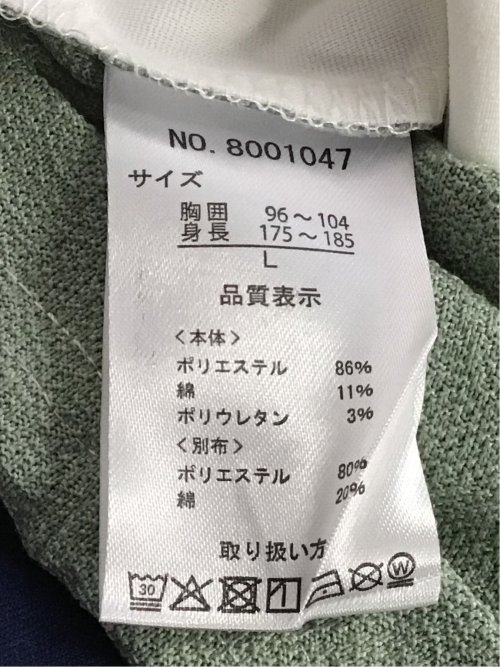 NO. 8001047
サイズ
胸囲 96～104
身長 175～185
L
品質表示
<本体>
ポリエステル 86%
綿 11%
ポリウレタン 3%
<別布>
ポリエステル 80%
綿 20%
取り扱い方
30 W